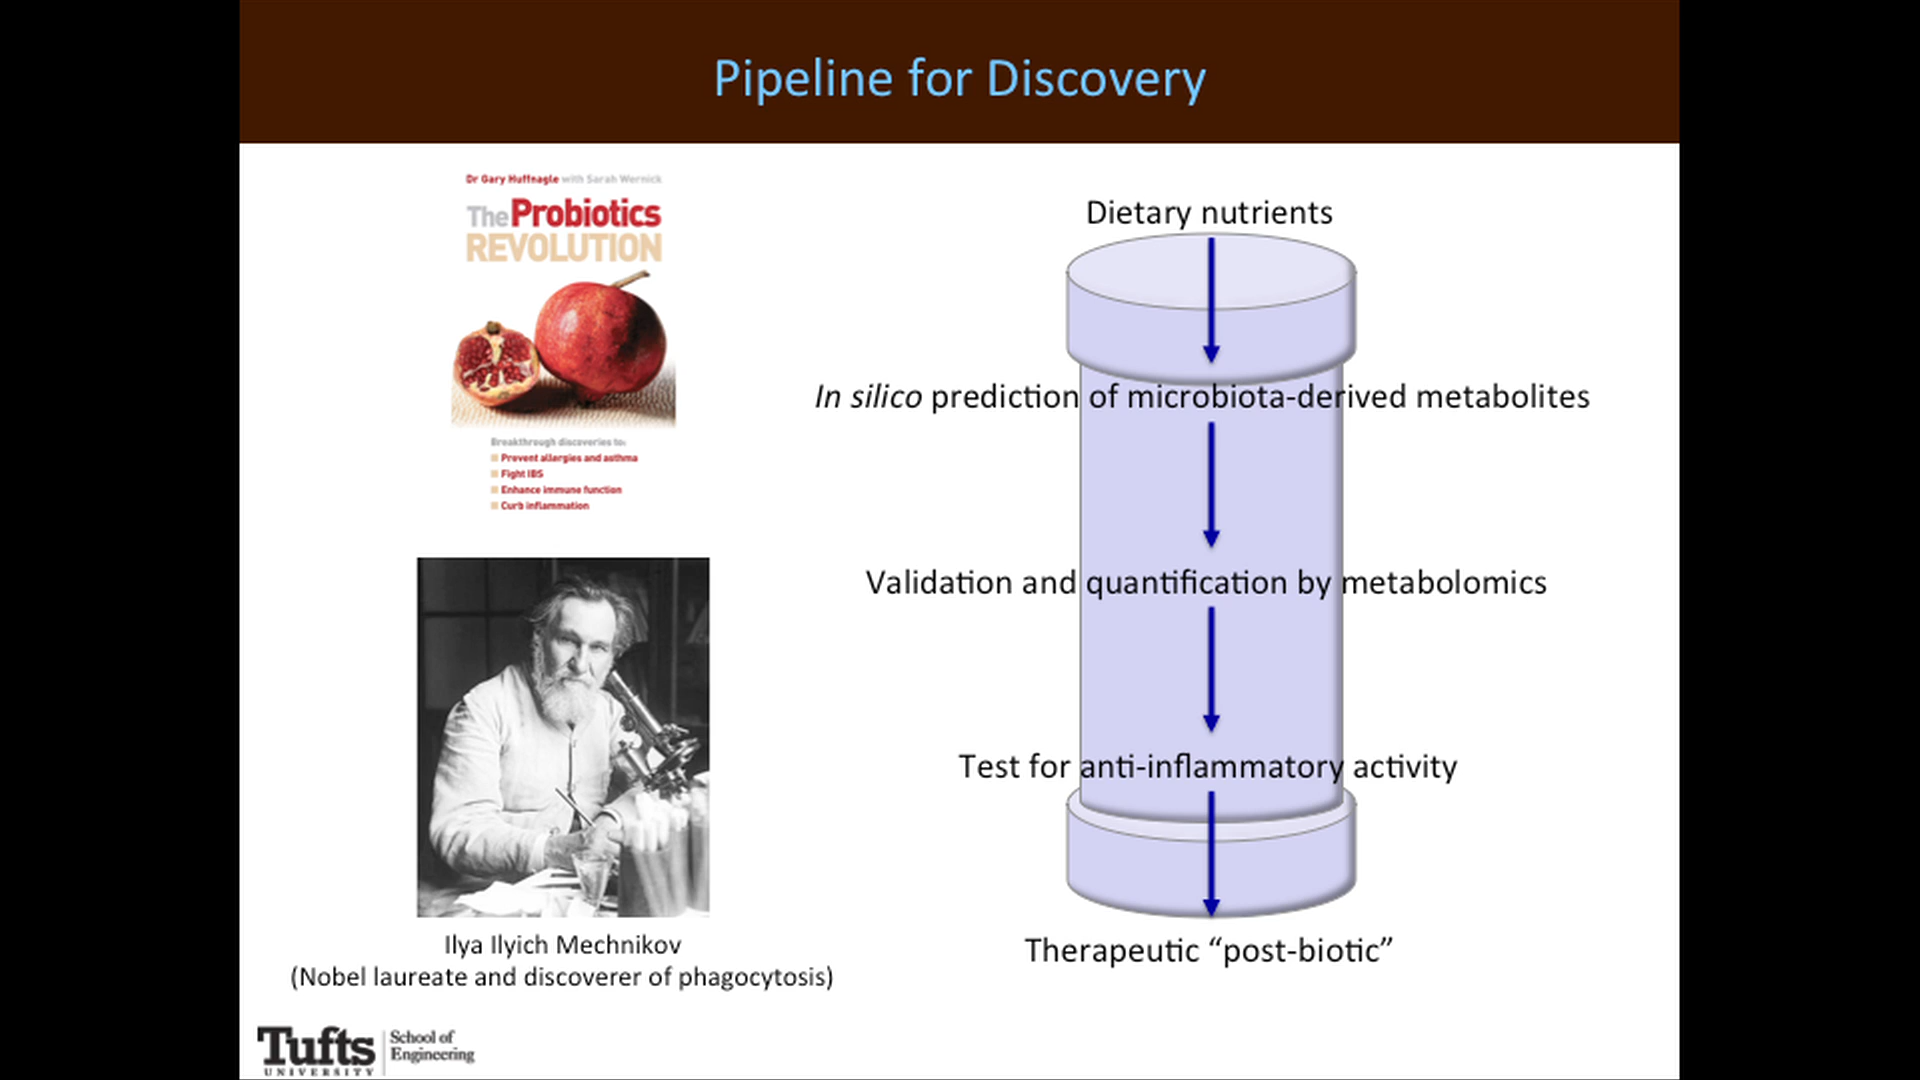 Pipeline for Discovery
Dr Gary Huffnagle with Sarah Wernick
The Probiotics
REVOLUTION
Breakthrough discoveries to:
Prevent allergies and asthma
Fight IBS
Enhance immune function
Curb inflammation
Ilya Ilyich Mechnikov
(Nobel laureate and discoverer of phagocytosis)
Dietary nutrients
In silico prediction of microbiota-derived metabolites
Validation and quantification by metabolomics
Test for anti-inflammatory activity
Therapeutic “post-biotic”
Tufts
UNIVERSITY
School of
Engineering